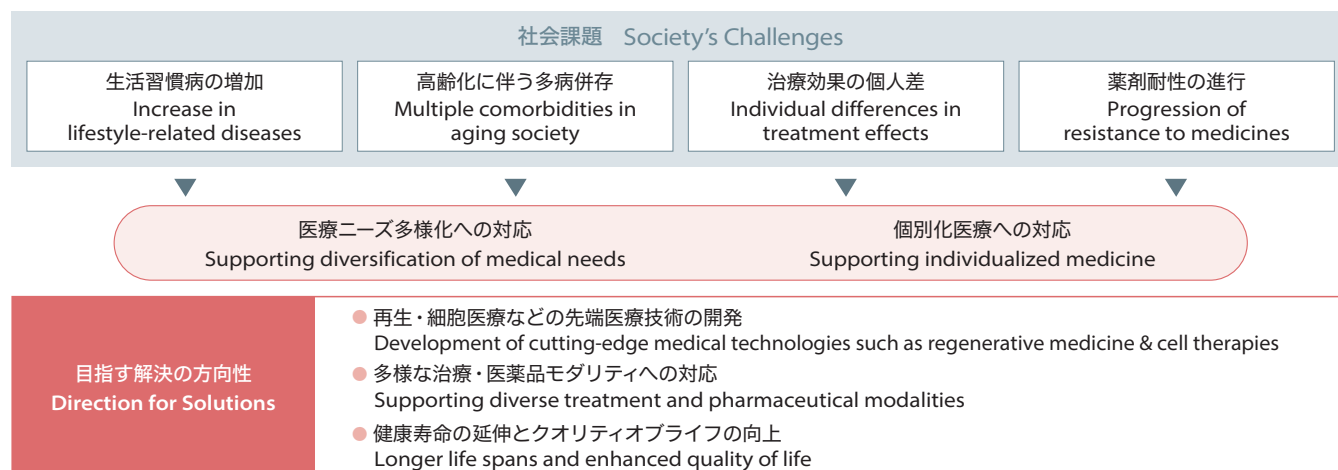 社会課題 Society's Challenges
生活習慣病の増加
Increase in
lifestyle-related diseases
高齢化に伴う多病併存
Multiple comorbidities in
aging society
治療効果の個人差
Individual differences in
treatment effects
薬剤耐性の進行
Progression of
resistance to medicines
医療ニーズ多様化への対応
Supporting diversification of medical needs
個別化医療への対応
Supporting individualized medicine
目指す解決の方向性
Direction for Solutions
● 再生・細胞医療などの先端医療技術の開発
Development of cutting-edge medical technologies such as regenerative medicine & cell therapies
● 多様な治療・医薬品モダリティへの対応
Supporting diverse treatment and pharmaceutical modalities
● 健康寿命の延伸とクオリティオブライフの向上
Longer life spans and enhanced quality of life